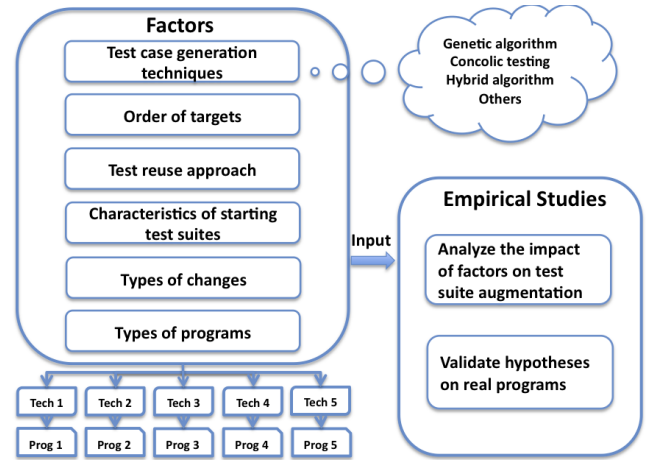 Factors
Test case generation
techniques
Order of targets
Test reuse approach
Characteristics of starting
test suites
Types of changes
Types of programs
Genetic algorithm
Concolic testing
Hybrid algorithm
Others
Input
Empirical Studies
Analyze the impact
of factors on test
suite augmentation
Validate hypotheses
on real programs
Tech 1
Tech 2
Tech 3
Tech 4
Tech 5
Prog 1
Prog 2
Prog 3
Prog 4
Prog 5